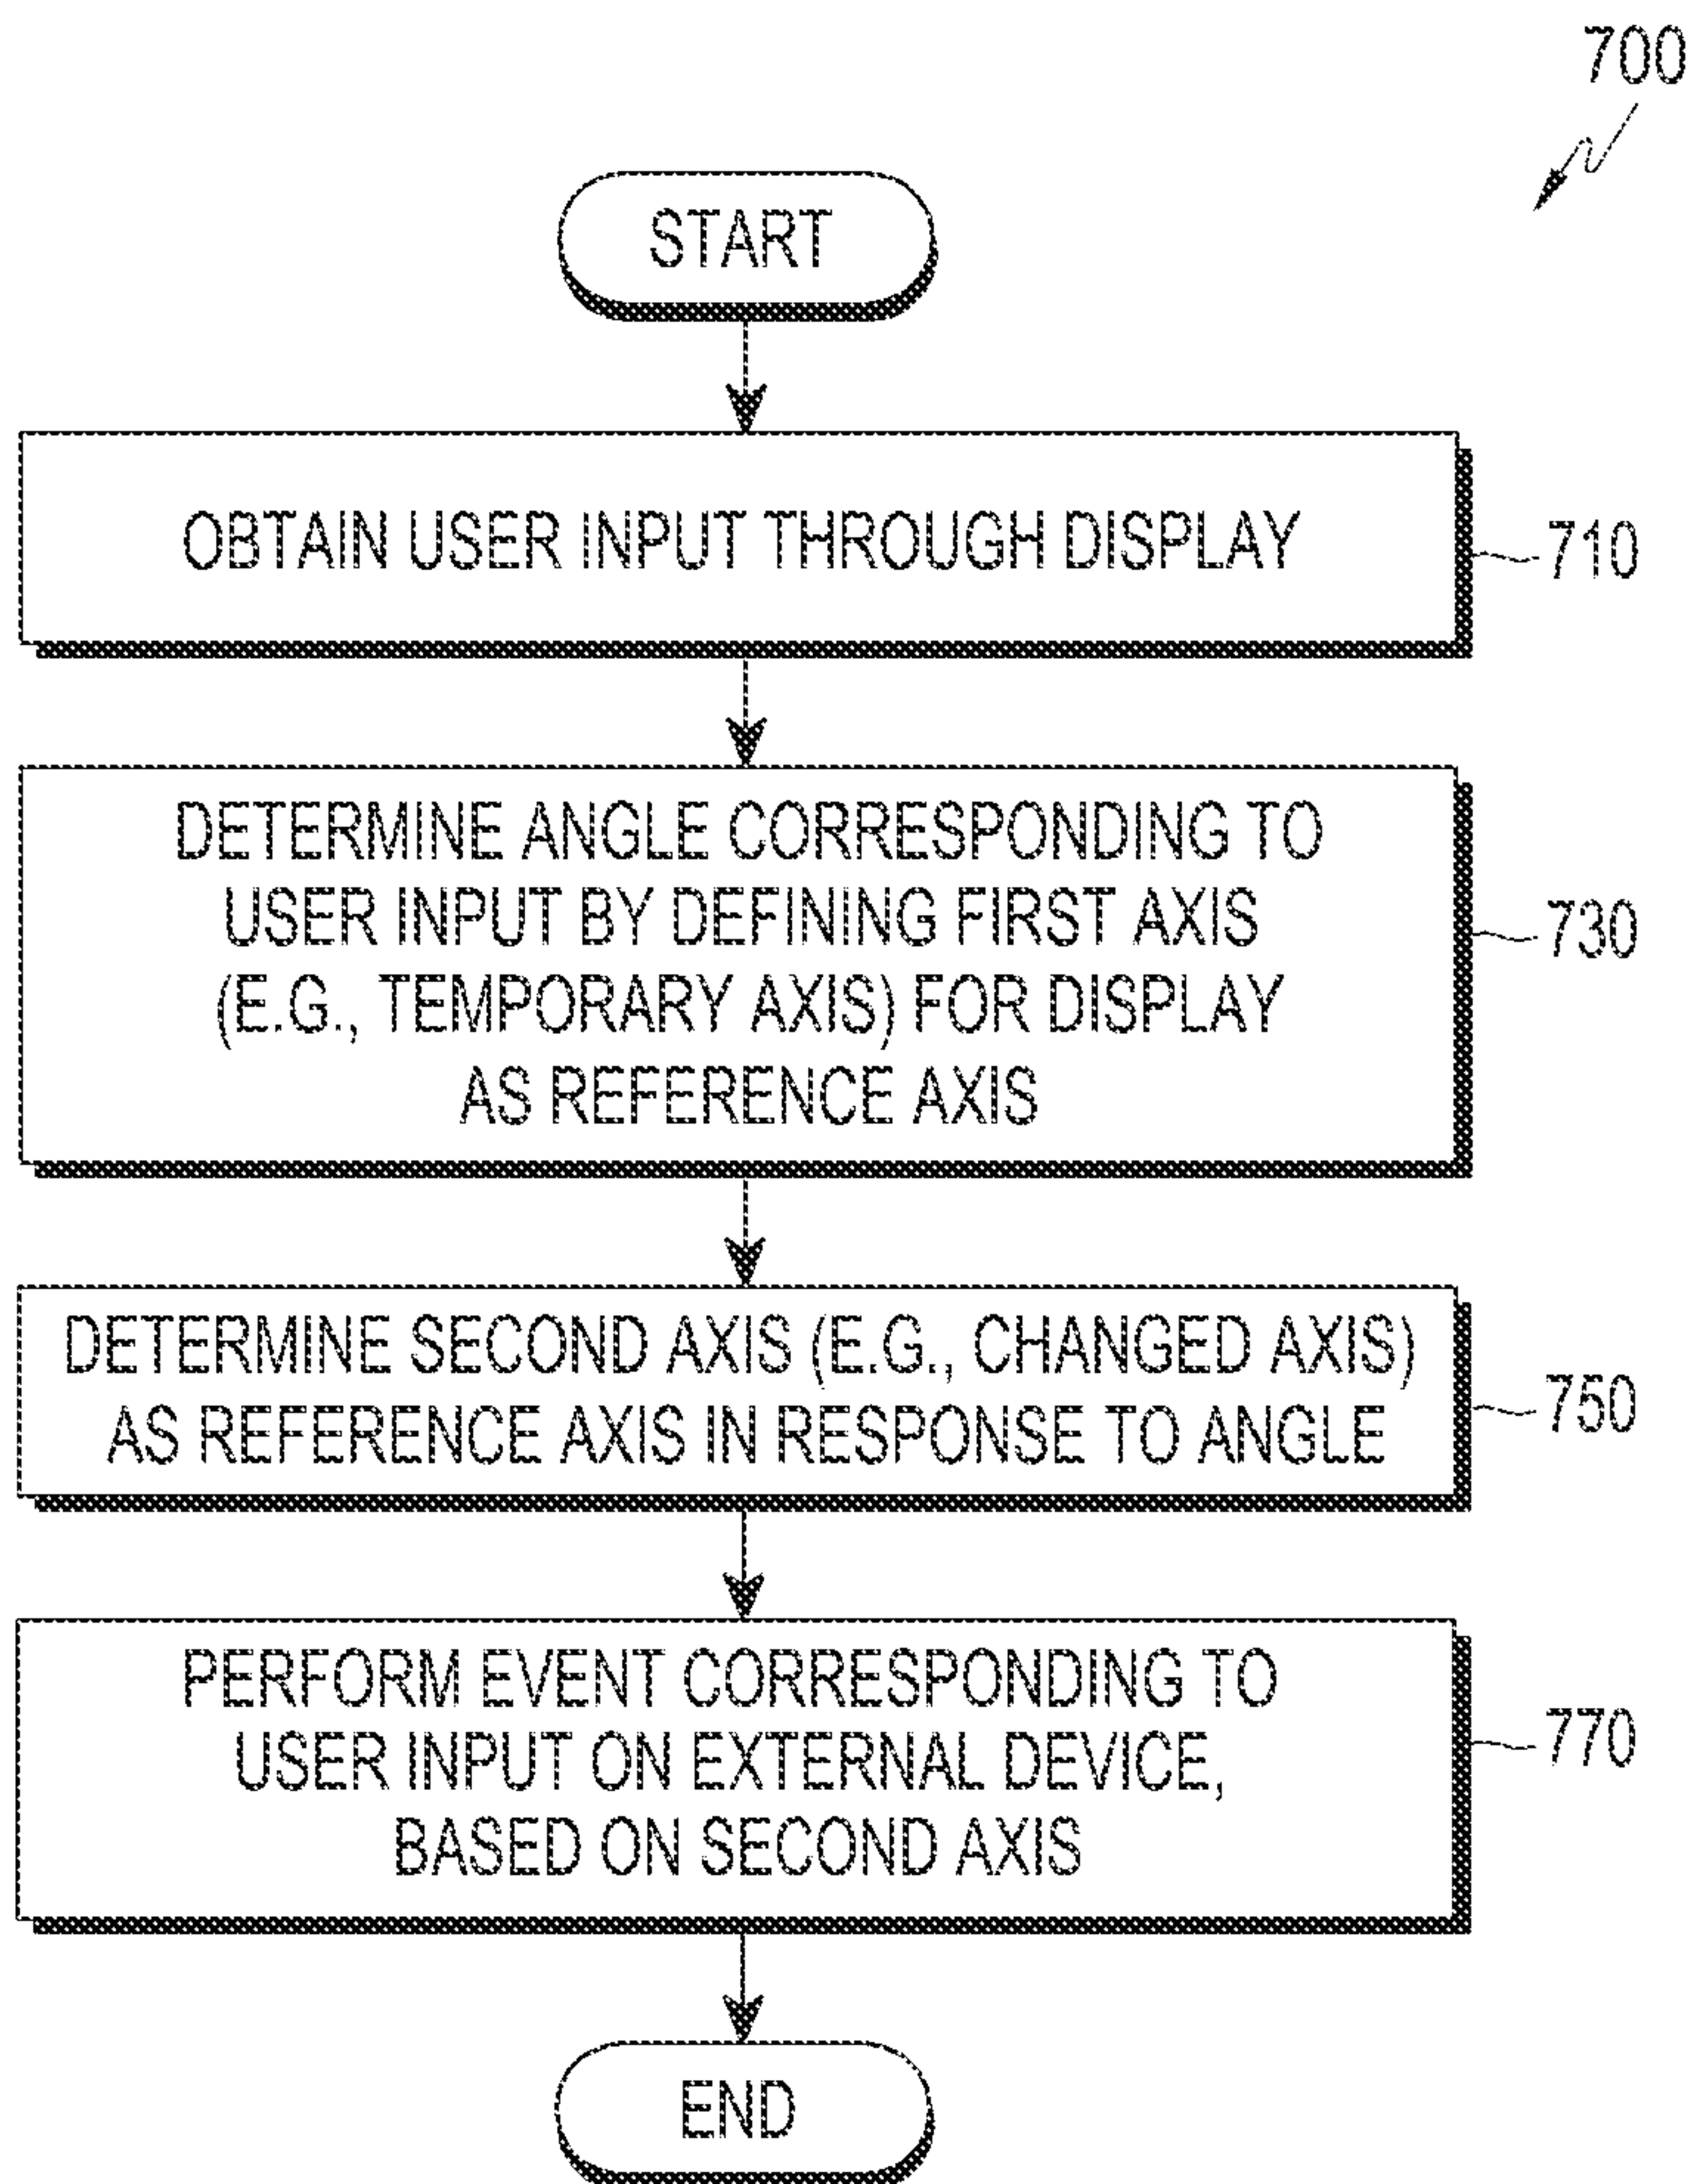 700
START
OBTAIN USER INPUT THROUGH DISPLAY
710
DETERMINE ANGLE CORRESPONDING TO
USER INPUT BY DEFINING FIRST AXIS
(E.G., TEMPORARY AXIS) FOR DISPLAY
AS REFERENCE AXIS
730
DETERMINE SECOND AXIS (E.G., CHANGED AXIS)
AS REFERENCE AXIS IN RESPONSE TO ANGLE
750
PERFORM EVENT CORRESPONDING TO
USER INPUT ON EXTERNAL DEVICE,
BASED ON SECOND AXIS
770
END